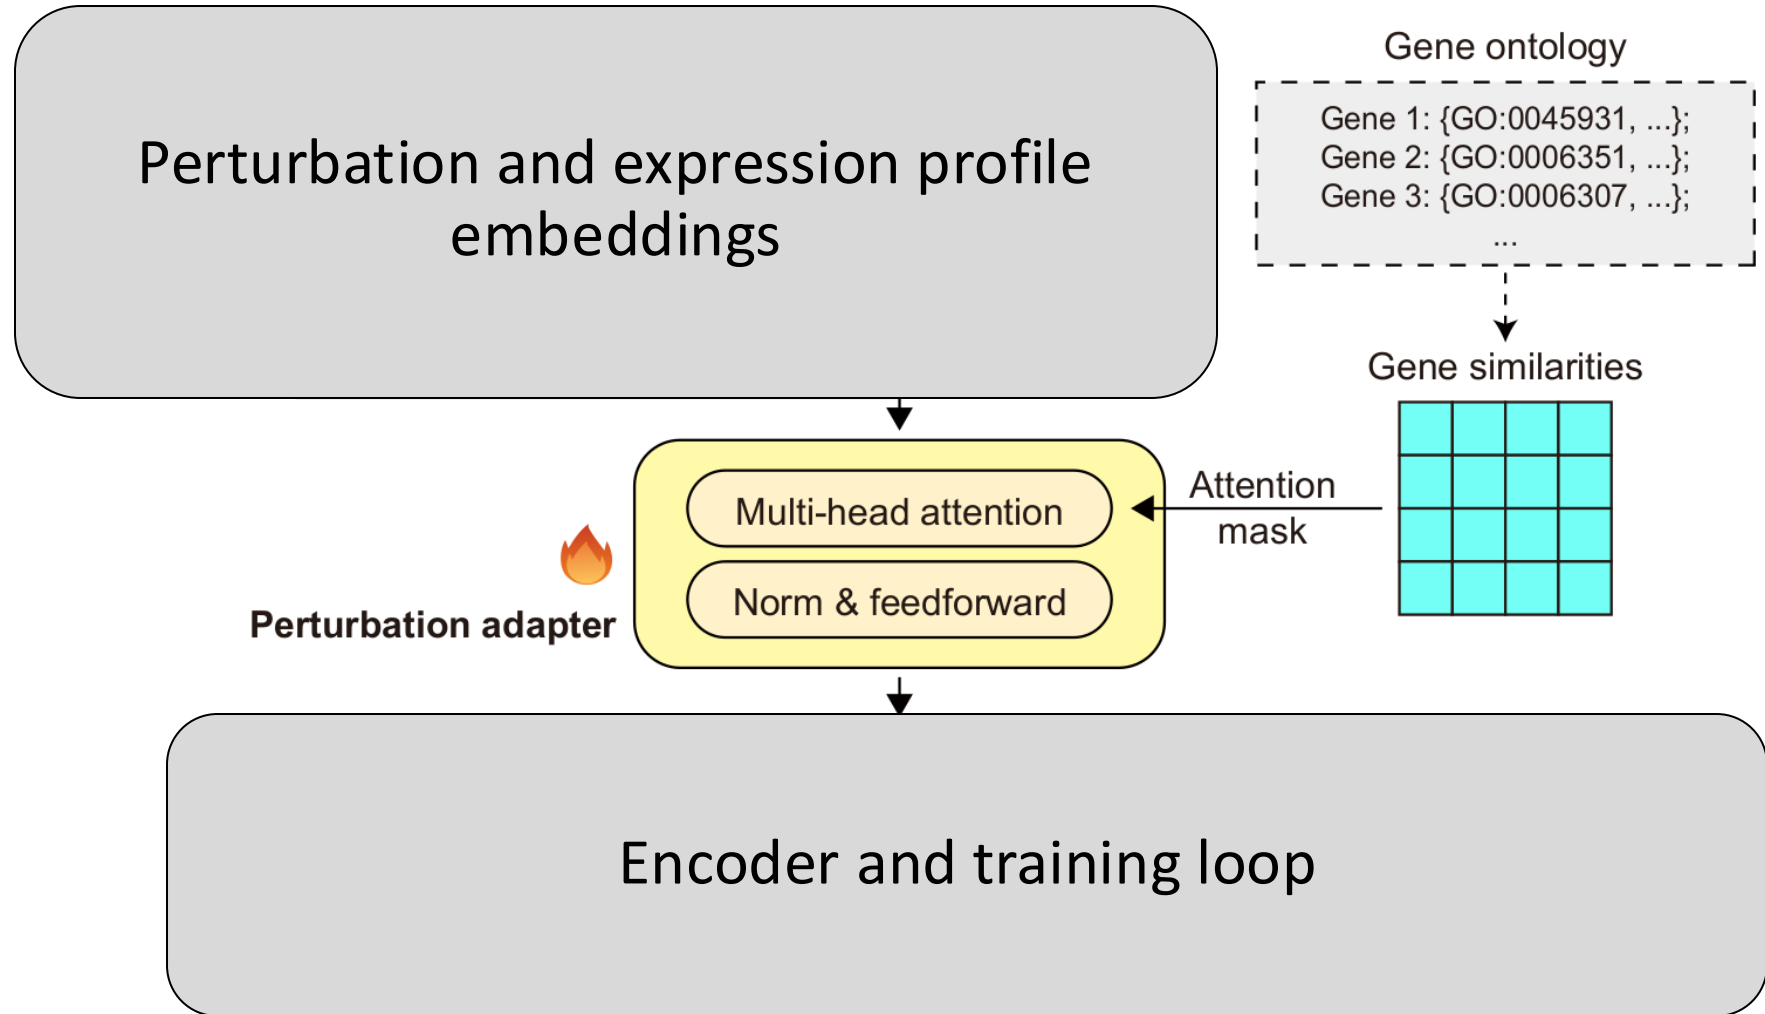 Perturbation and expression profile
embeddings
Gene ontology
Gene 1: {GO:0045931, ...};
Gene 2: {GO:0006351, ...};
Gene 3: {GO:0006307, ...};
...
Gene similarities
Attention
mask
Multi-head attention
Norm & feedforward
Perturbation adapter
Encoder and training loop